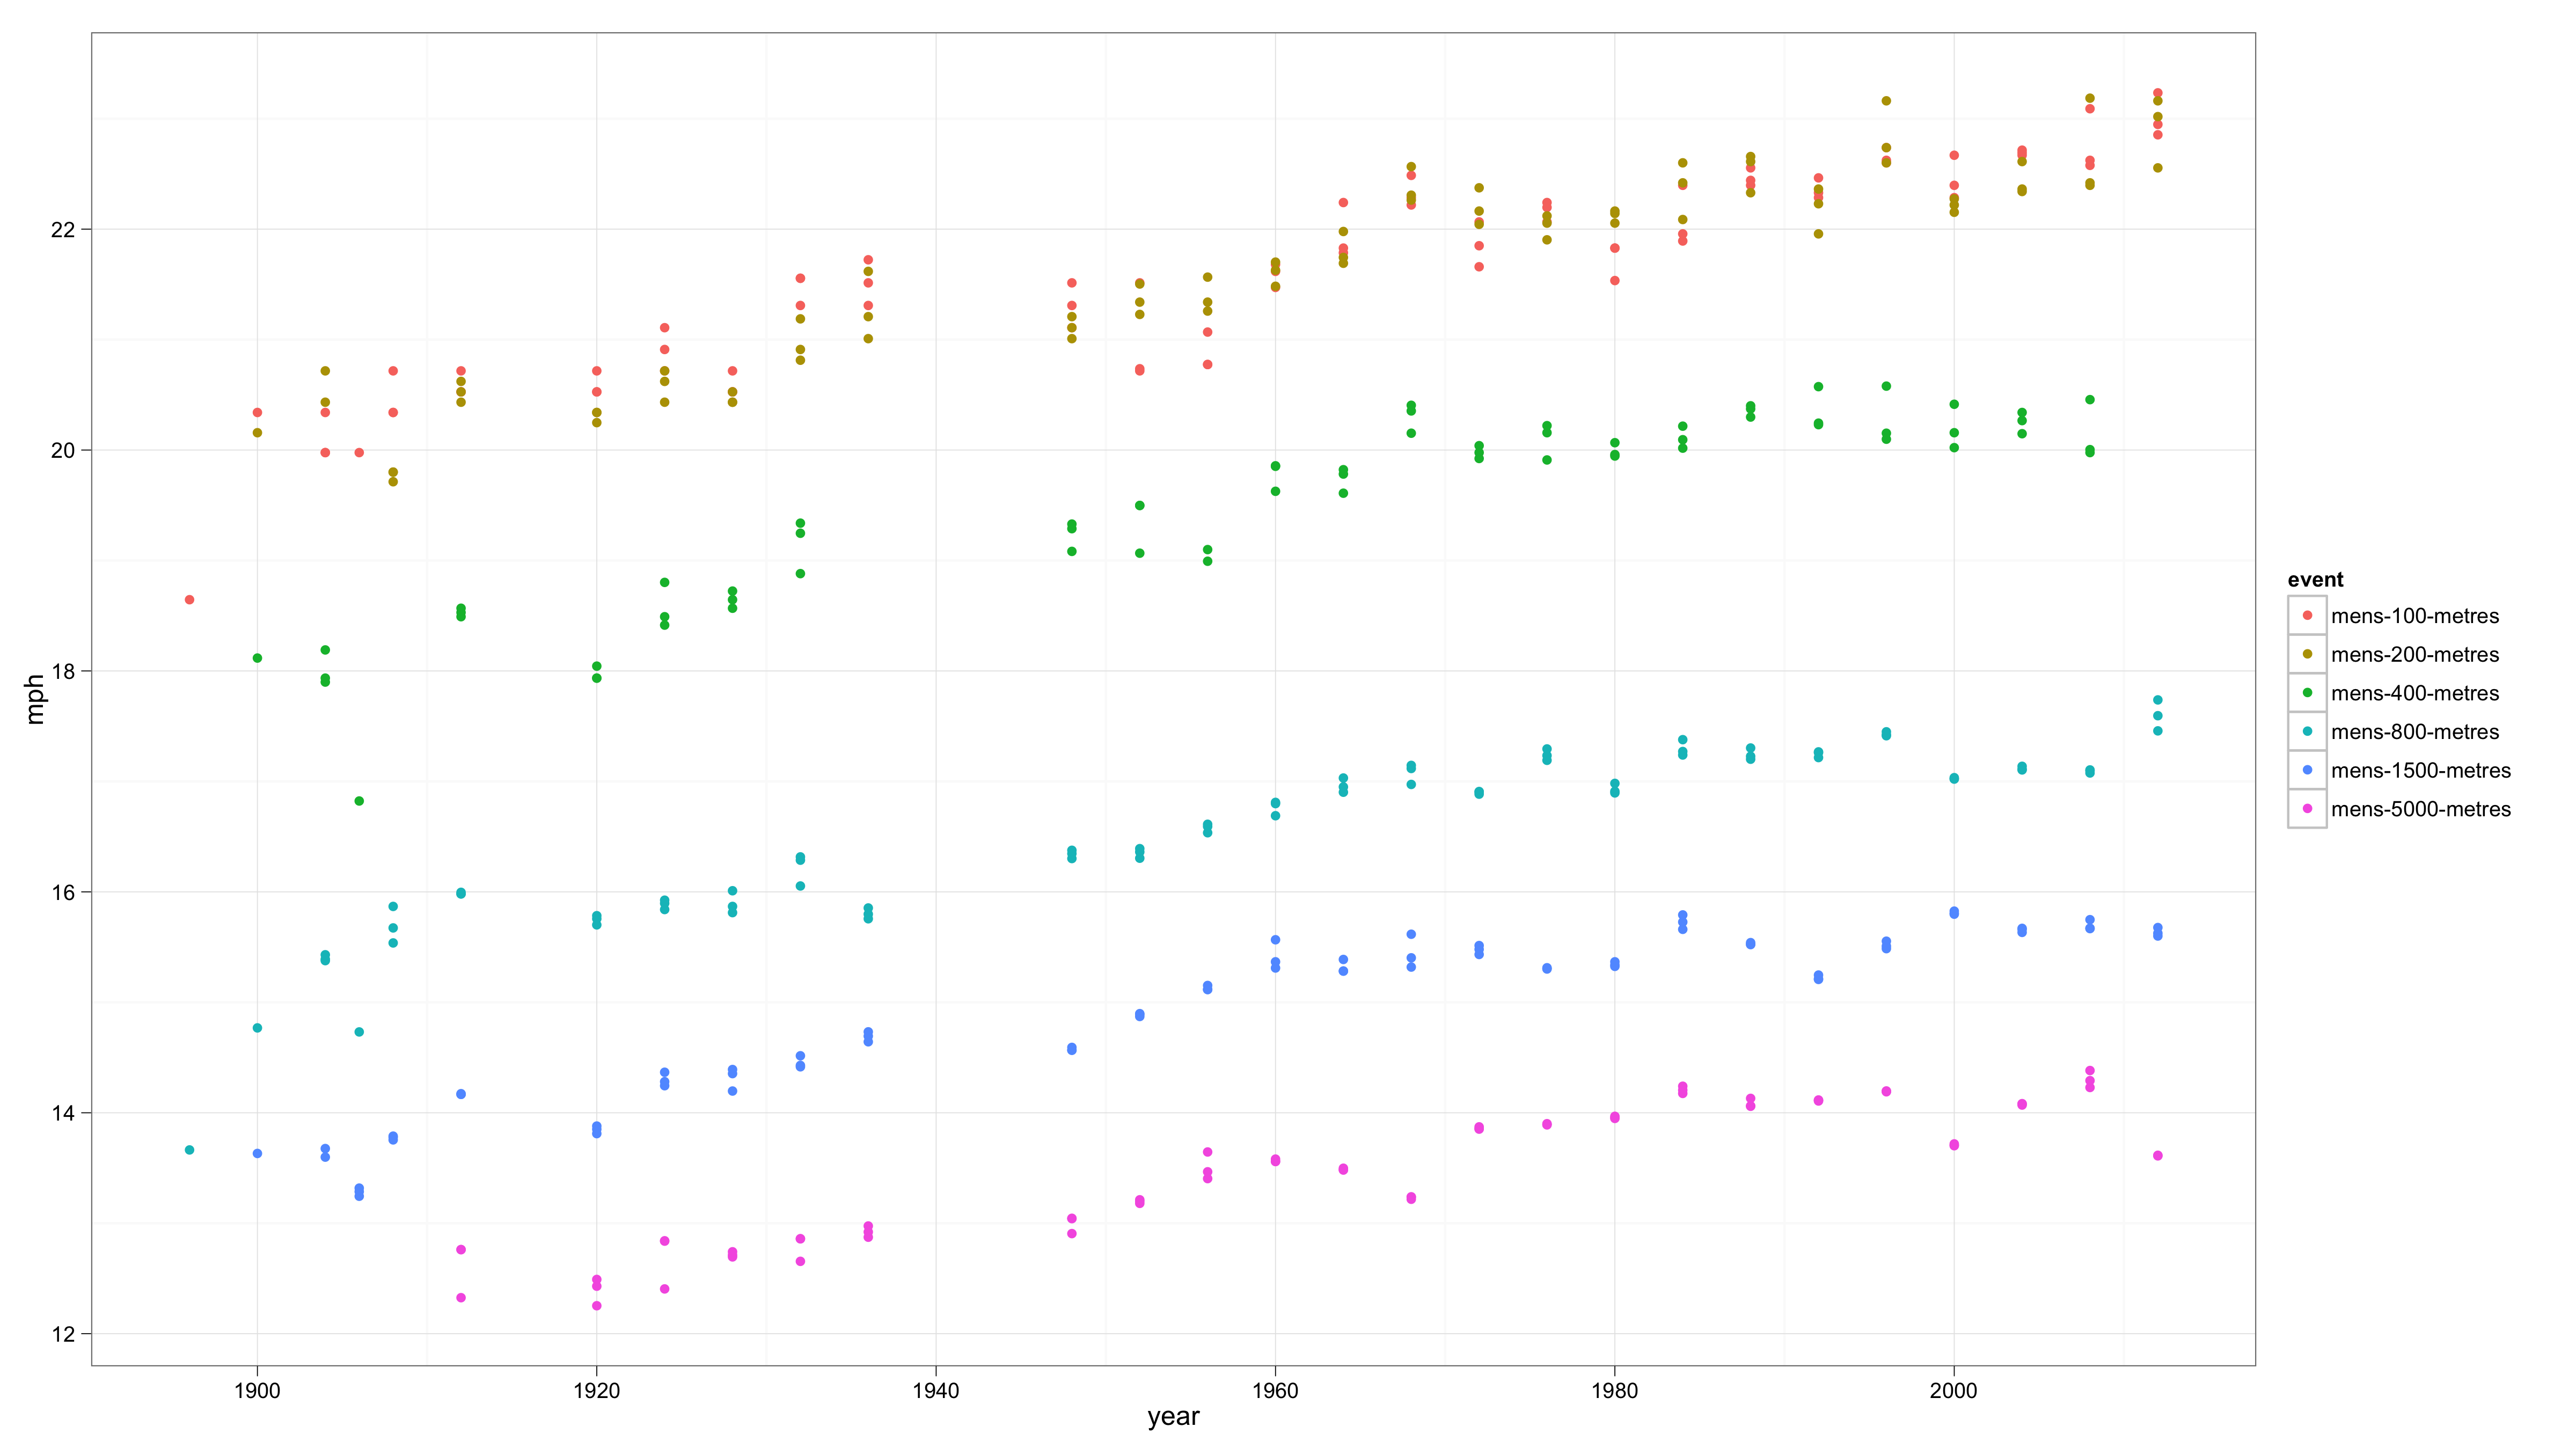 22
20
18
16
14
12
mph
1900
1920
1940
1960
1980
2000
year
event
mens-100-metres
mens-200-metres
mens-400-metres
mens-800-metres
mens-1500-metres
mens-5000-metres